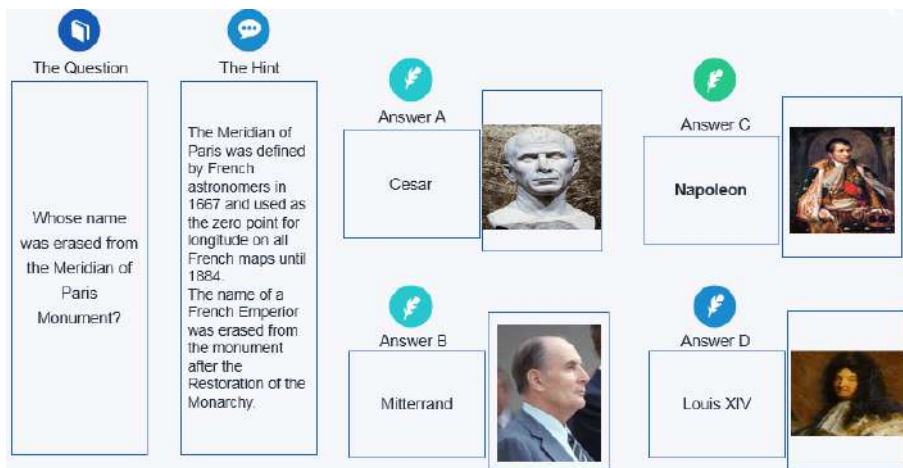 The Question
Whose name
was erased from
the Meridian of
Paris
Monument?
The Hint
The Meridian of
Paris was defined
by French
astronomers in
1667 and used as
the zero point for
longitude on all
French maps until
1884.
The name of a
French Emperior
was erased from
the monument
after the
Restoration of the
Monarchy.
Answer A
Cesar
Answer B
Mitterrand
Answer C
Napoleon
Answer D
Louis XIV